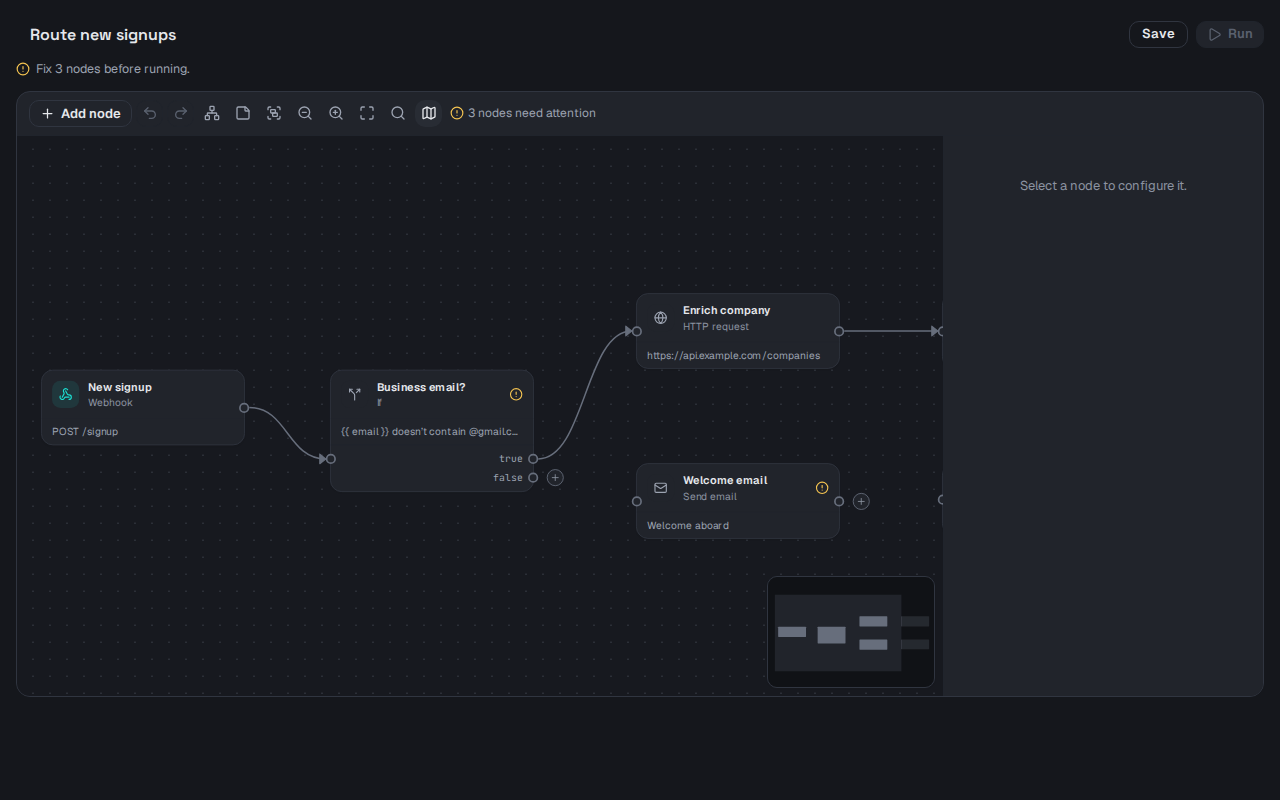 Route new signups
Save
Run
Fix 3 nodes before running.
Add node
3 nodes need attention
Select a node to configure it.
Enrich company
HTTP request
https://api.example.com/companies
New signup
Webhook
POST /signup
Business email?
If
{{ email }} doesn't contain @gmail.c…
true
false
Welcome email
Send email
Welcome aboard